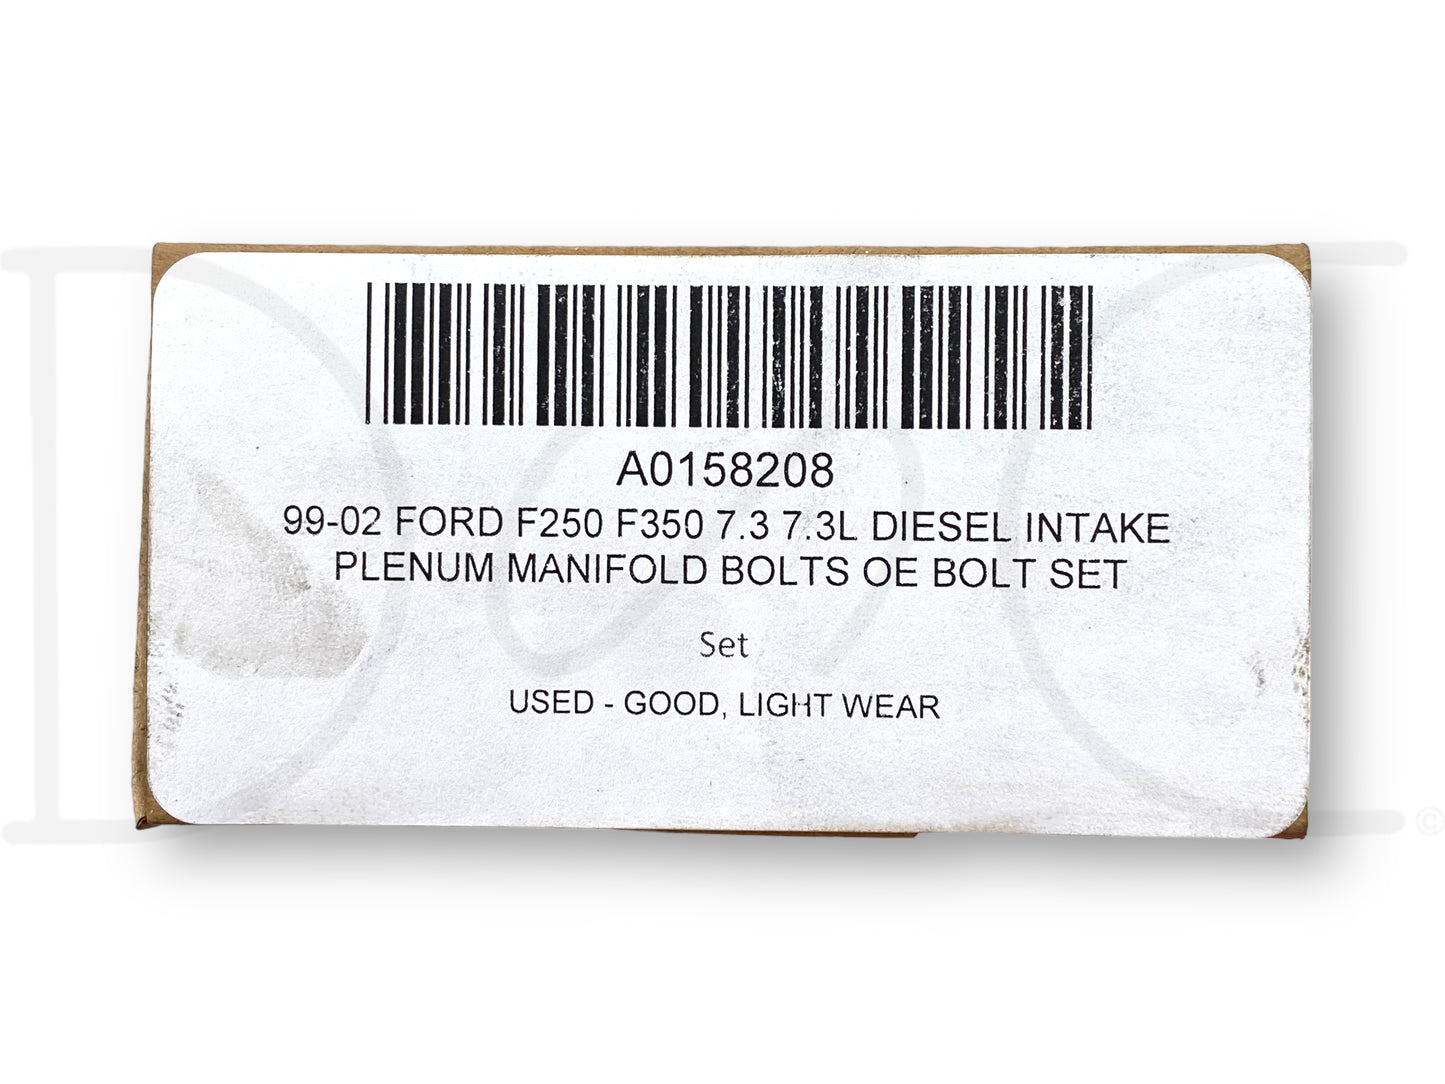 A0158208
99-02 FORD F250 F350 7.3 7.3L DIESEL INTAKE
PLENUM MANIFOLD BOLTS OE BOLT SET
Set
USED - GOOD, LIGHT WEAR
©